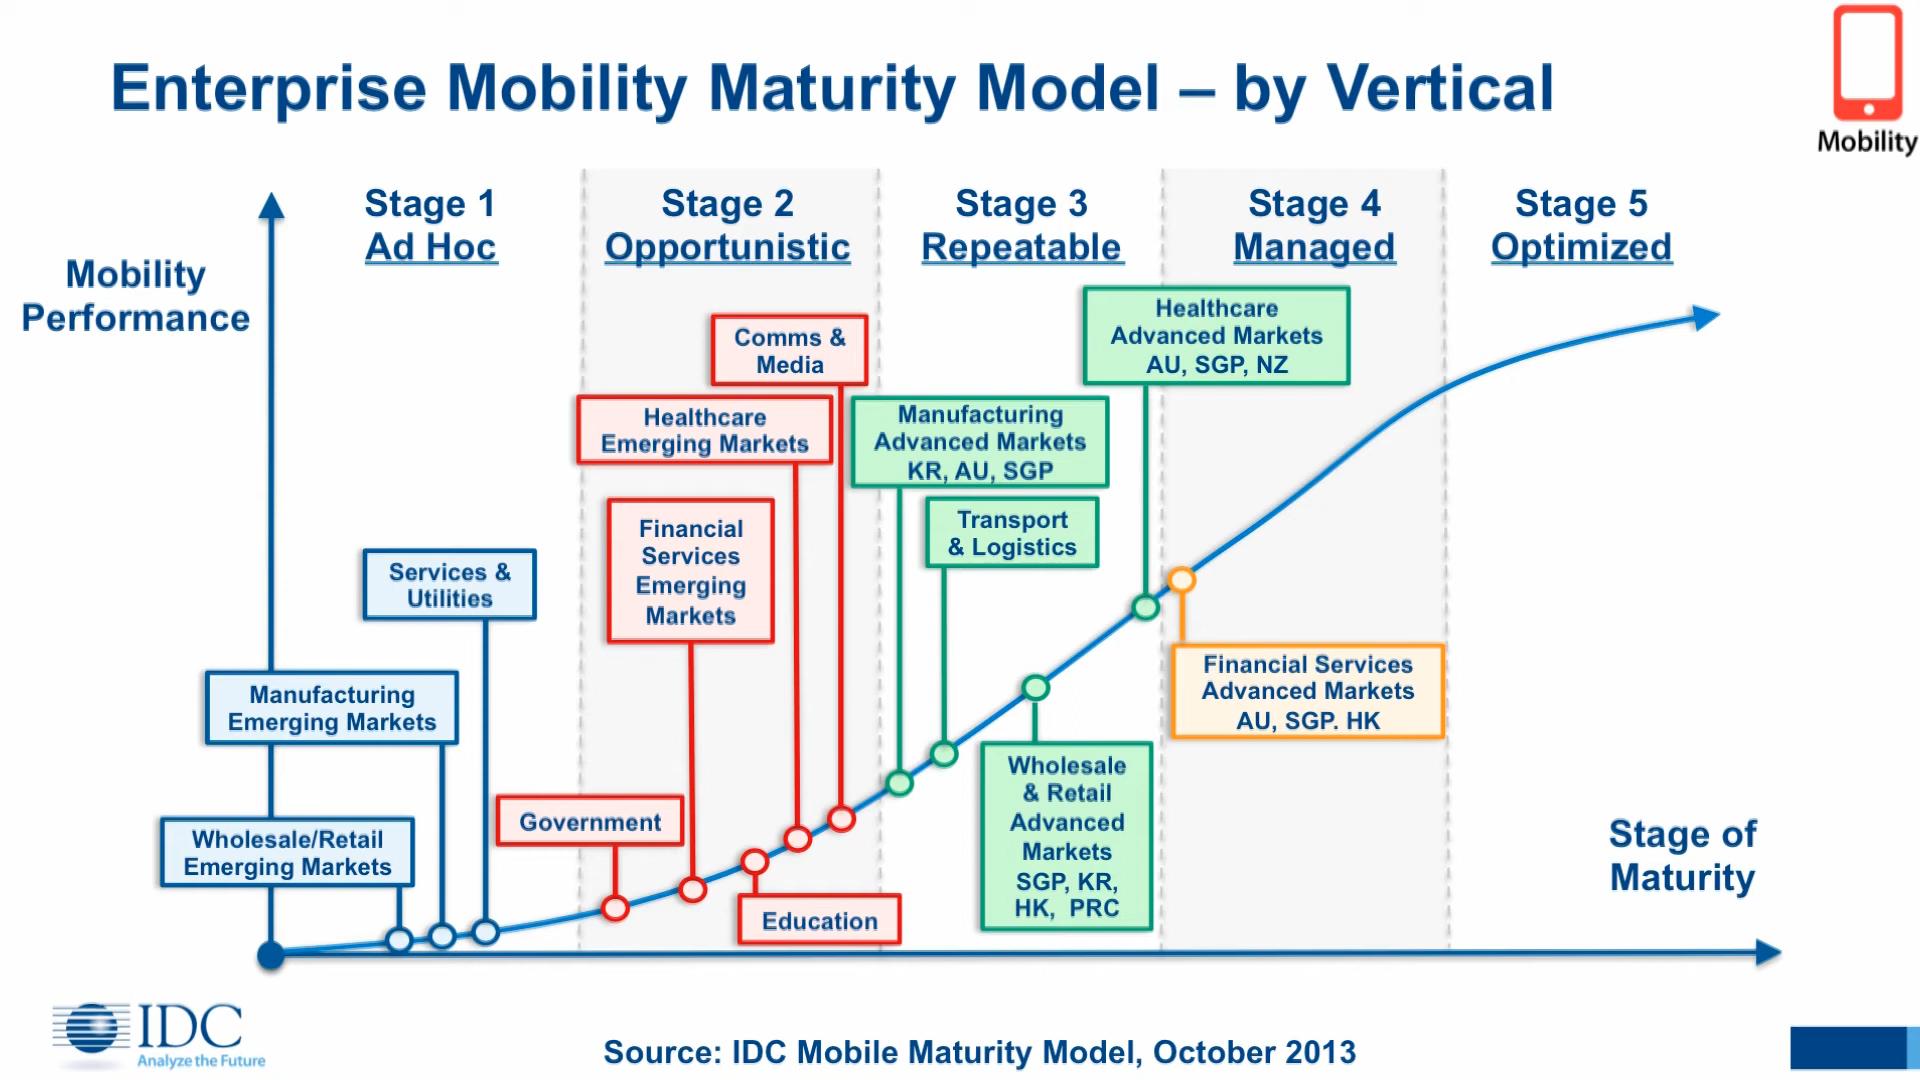 Enterprise Mobility Maturity Model – by Vertical
Mobility
Stage 1
Ad Hoc
Stage 2
Opportunistic
Stage 3
Repeatable
Stage 4
Managed
Stage 5
Optimized
Mobility
Performance
Healthcare
Advanced Markets
AU, SGP, NZ
Comms &
Media
Healthcare
Emerging Markets
Manufacturing
Advanced Markets
KR, AU, SGP
Financial
Services
Emerging
Markets
Transport
& Logistics
Services &
Utilities
Manufacturing
Emerging Markets
Financial Services
Advanced Markets
AU, SGP. HK
Wholesale
& Retail
Advanced
Markets
SGP, KR,
HK, PRC
Government
Wholesale/Retail
Emerging Markets
Education
Stage of
Maturity
IDC
Analyze the Future
Source: IDC Mobile Maturity Model, October 2013